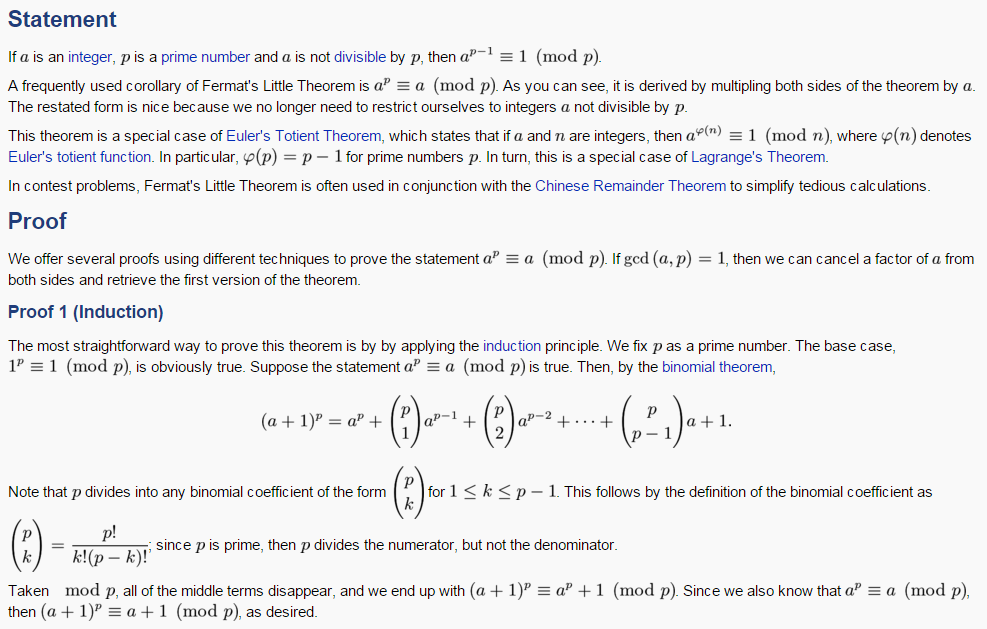 Statement
If a is an integer, p is a prime number and a is not divisible by p, then a^{p−1} ≡ 1 (mod p).
A frequently used corollary of Fermat's Little Theorem is a^p ≡ a (mod p). As you can see, it is derived by multipling both sides of the theorem by a.
The restated form is nice because we no longer need to restrict ourselves to integers a not divisible by p.
This theorem is a special case of Euler's Totient Theorem, which states that if a and n are integers, then a^{φ(n)} ≡ 1 (mod n), where φ(n) denotes
Euler's totient function. In particular, φ(p) = p − 1 for prime numbers p. In turn, this is a special case of Lagrange's Theorem.
In contest problems, Fermat's Little Theorem is often used in conjunction with the Chinese Remainder Theorem to simplify tedious calculations.
Proof
We offer several proofs using different techniques to prove the statement a^p ≡ a (mod p). If gcd (a, p) = 1, then we can cancel a factor of a from
both sides and retrieve the first version of the theorem.
Proof 1 (Induction)
The most straightforward way to prove this theorem is by by applying the induction principle. We fix p as a prime number. The base case,
1^p ≡ 1 (mod p), is obviously true. Suppose the statement a^p ≡ a (mod p) is true. Then, by the binomial theorem,
(a + 1)^p = a^p + \binom{p}{1} a^{p−1} + \binom{p}{2} a^{p−2} + ⋯ + \binom{p}{p−1} a + 1.
Note that p divides into any binomial coefficient of the form \binom{p}{k} for 1 ≤ k ≤ p − 1. This follows by the definition of the binomial coefficient as
\binom{p}{k} = \frac{p!}{k!(p − k)!}; since p is prime, then p divides the numerator, but not the denominator.
Taken mod p, all of the middle terms disappear, and we end up with (a + 1)^p ≡ a^p + 1 (mod p). Since we also know that a^p ≡ a (mod p),
then (a + 1)^p ≡ a + 1 (mod p), as desired.